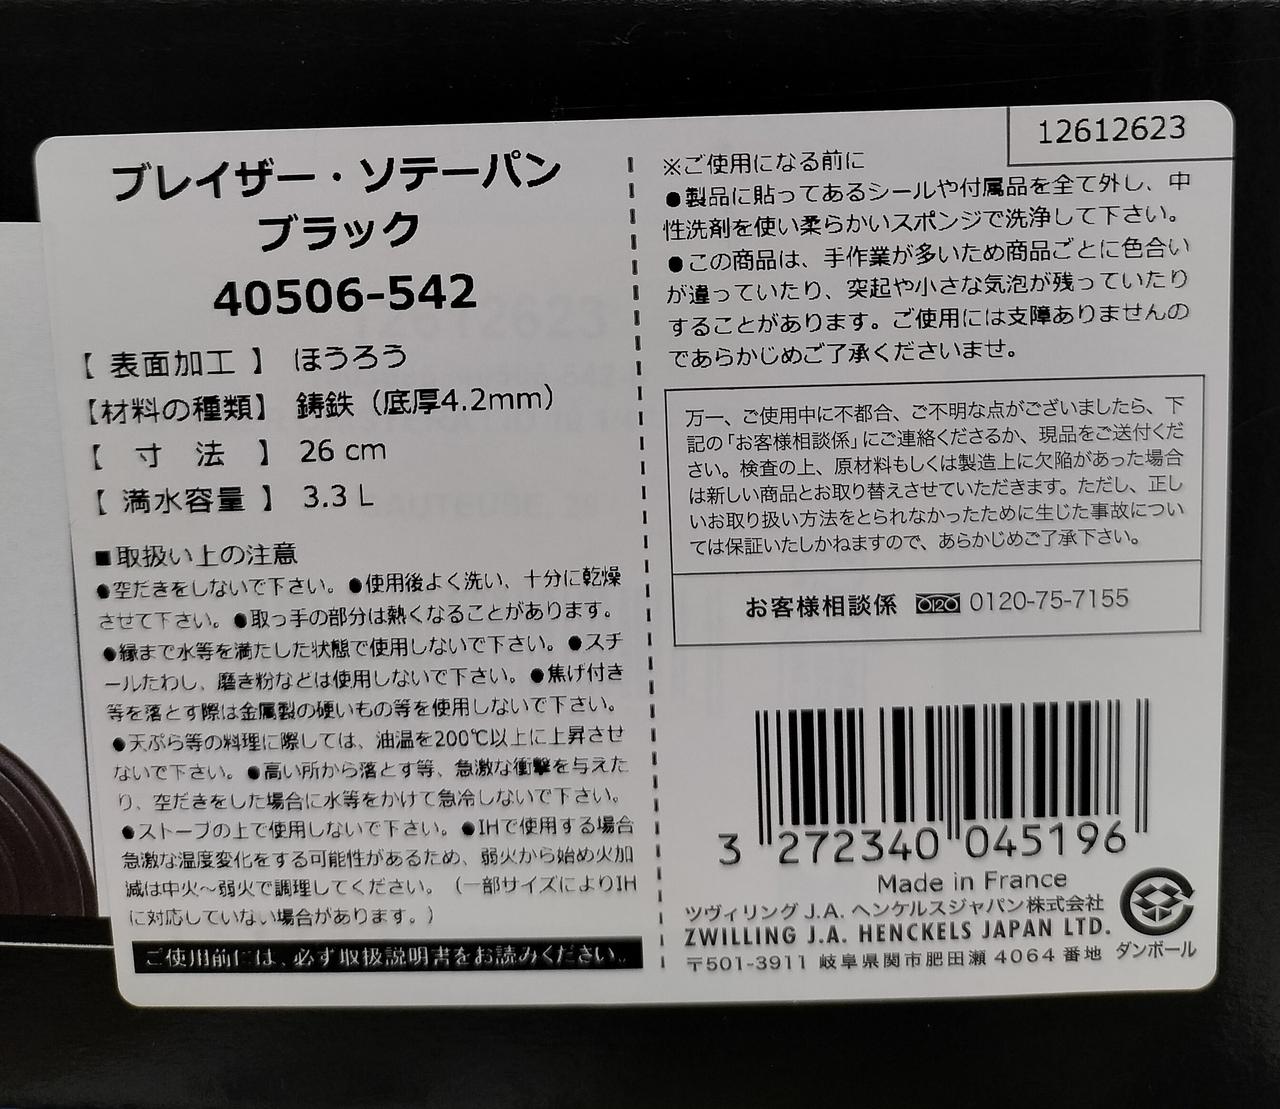 ブレイザー・ソテーパン
ブラック
40506-542
【 表面加工 】 ほうろう
【材料の種類】 鋳鉄（底厚4.2mm）
【 寸 法 】 26 cm
【 満水容量 】 3.3 L
■取扱い上の注意
●空だきをしないで下さい。●使用後よく洗い、十分に乾燥
させて下さい。●取っ手の部分は熱くなることがあります。
●縁まで水等を満たした状態で使用しないで下さい。●スチ
ールたわし、磨き粉などは使用しないで下さい。●焦げ付き
等を落とす際は金属製の硬いもの等を使用しないで下さい。
●天ぷら等の料理に際しては、油温を200℃以上に上昇させ
ないで下さい。●高い所から落とす等、急激な衝撃を与えた
り、空だきをした場合に水等をかけて急冷しないで下さい。
●ストーブの上で使用しないで下さい。●IHで使用する場合
急激な温度変化をする可能性があるため、弱火から始め火加
減は中火～弱火で調理してください。（一部サイズによりIH
に対応していない場合があります。）
ご使用前には、必ず取扱説明書をお読みください。
12612623
※ご使用になる前に
●製品に貼ってあるシールや付属品を全て外し、中
性洗剤を使い柔らかいスポンジで洗浄して下さい。
●この商品は、手作業が多いため商品ごとに色合い
が違っていたり、突起や小さな気泡が残っていたり
することがあります。ご使用には支障ありませんの
であらかじめご了承くださいませ。
万一、ご使用中に不都合、ご不明な点がございましたら、下
記の「お客様相談係」にご連絡くださるか、現品をご送付くだ
さい。検査の上、原材料もしくは製造上に欠陥があった場合
は新しい商品とお取り替えさせていただきます。ただし、正し
いお取り扱い方法をとられなかったために生じた事故につい
ては保証いたしかねますので、あらかじめご了承下さい。
お客様相談係 0120-75-7155
3 272340 045196
Made in France
ツヴィリング J.A. ヘンケルスジャパン株式会社
ZWILLING J.A. HENCKELS JAPAN LTD.
〒501-3911 岐阜県関市肥田瀬 4064 番地
ダンボール